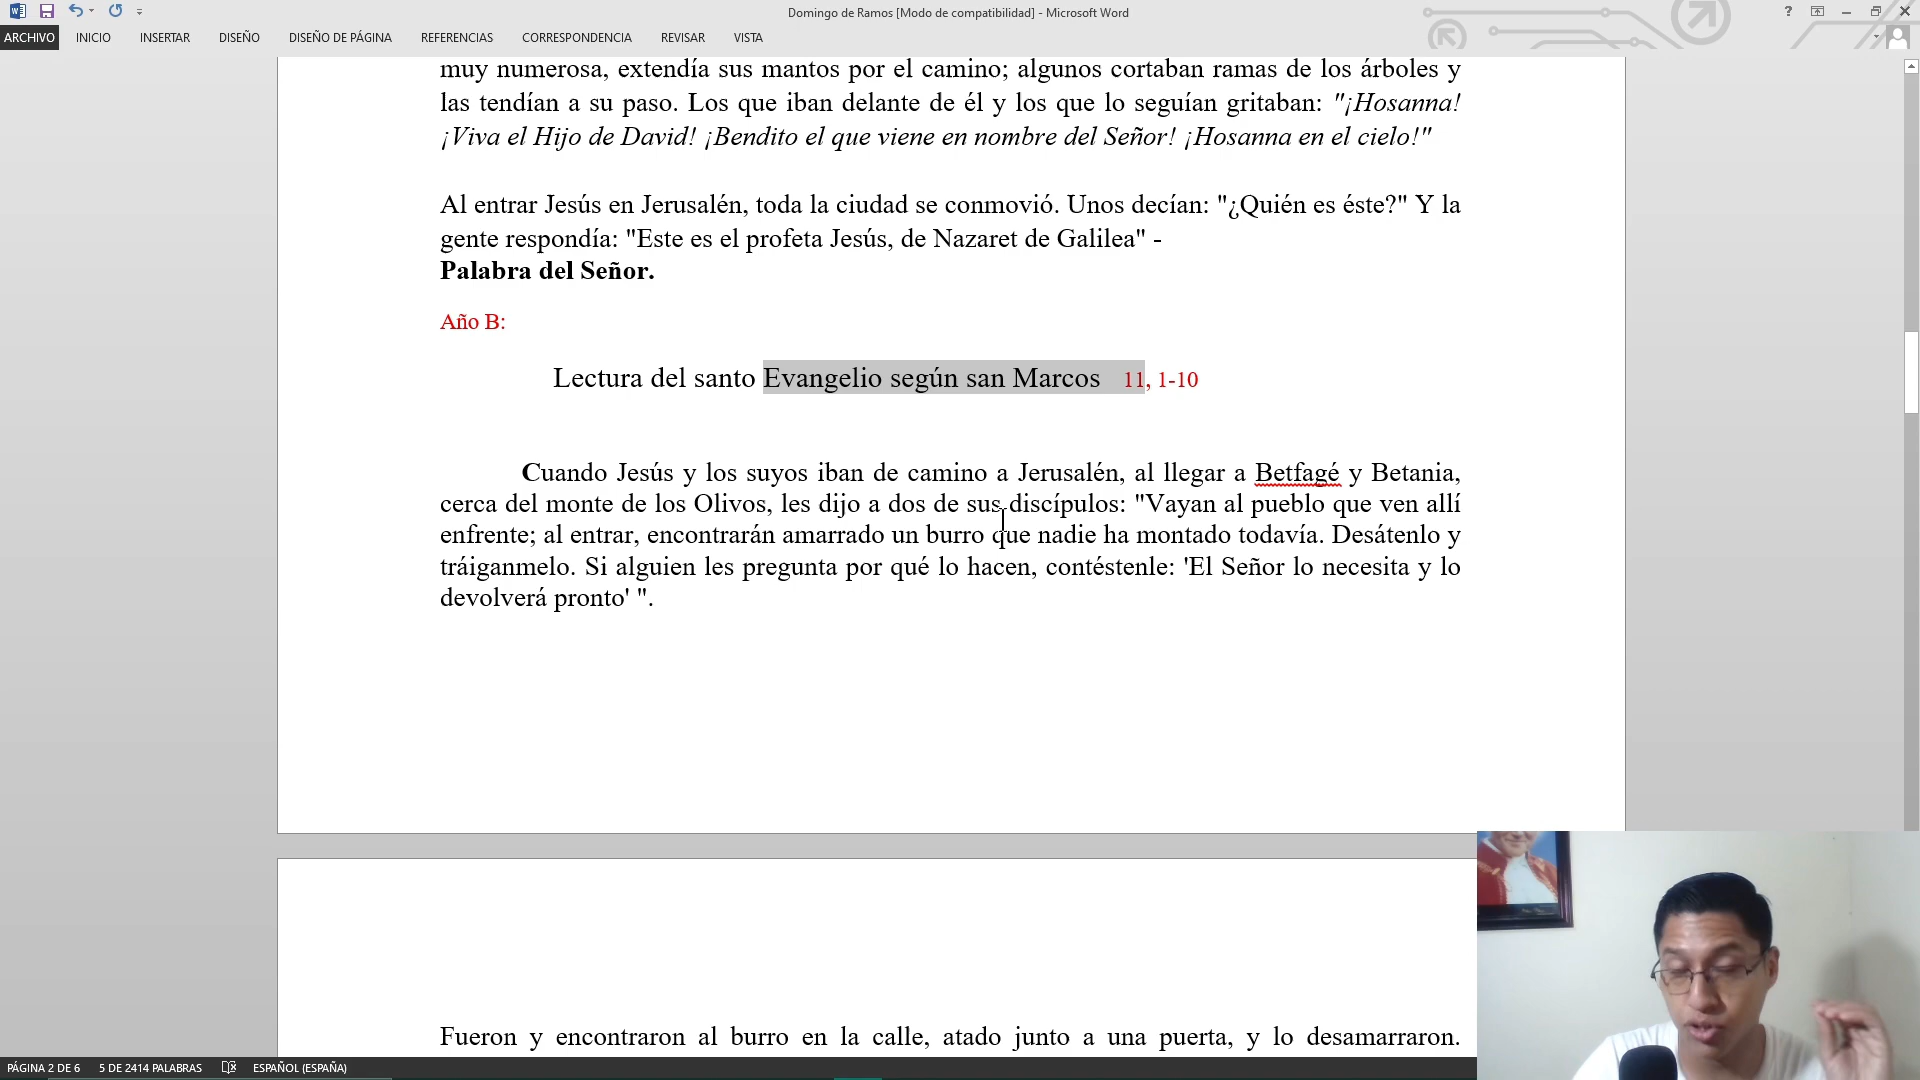 Domingo de Ramos [Modo de compatibilidad] - Microsoft Word
ARCHIVO INICIO INSERTAR DISEÑO DISEÑO DE PÁGINA REFERENCIAS CORRESPONDENCIA REVISAR VISTA
muy numerosa, extendía sus mantos por el camino; algunos cortaban ramas de los árboles y
las tendían a su paso. Los que iban delante de él y los que lo seguían gritaban: "¡Hosanna!
¡Viva el Hijo de David! ¡Bendito el que viene en nombre del Señor! ¡Hosanna en el cielo!"
Al entrar Jesús en Jerusalén, toda la ciudad se conmovió. Unos decían: "¿Quién es éste?" Y la
gente respondía: "Este es el profeta Jesús, de Nazaret de Galilea" -
Palabra del Señor.
Año B:
Lectura del santo Evangelio según san Marcos 11, 1-10
Cuando Jesús y los suyos iban de camino a Jerusalén, al llegar a Betfagé y Betania,
cerca del monte de los Olivos, les dijo a dos de sus discípulos: "Vayan al pueblo que ven allí
enfrente; al entrar, encontrarán amarrado un burro que nadie ha montado todavía. Desátenlo y
tráiganmelo. Si alguien les pregunta por qué lo hacen, contéstenle: 'El Señor lo necesita y lo
devolverá pronto' ".
Fueron y encontraron al burro en la calle, atado junto a una puerta, y lo desamarraron.
PÁGINA 2 DE 6 5 DE 2414 PALABRAS ESPAÑOL (ESPAÑA)